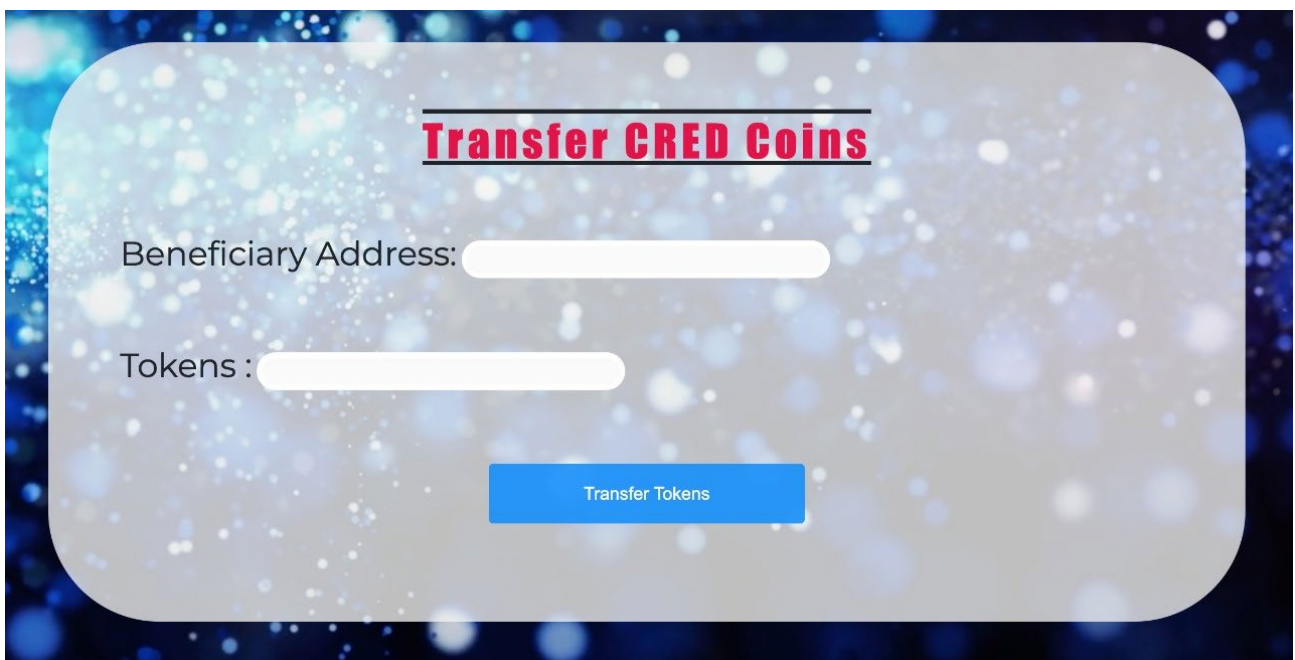 Transfer CRED Coins
Beneficiary Address:
Tokens :
Transfer Tokens